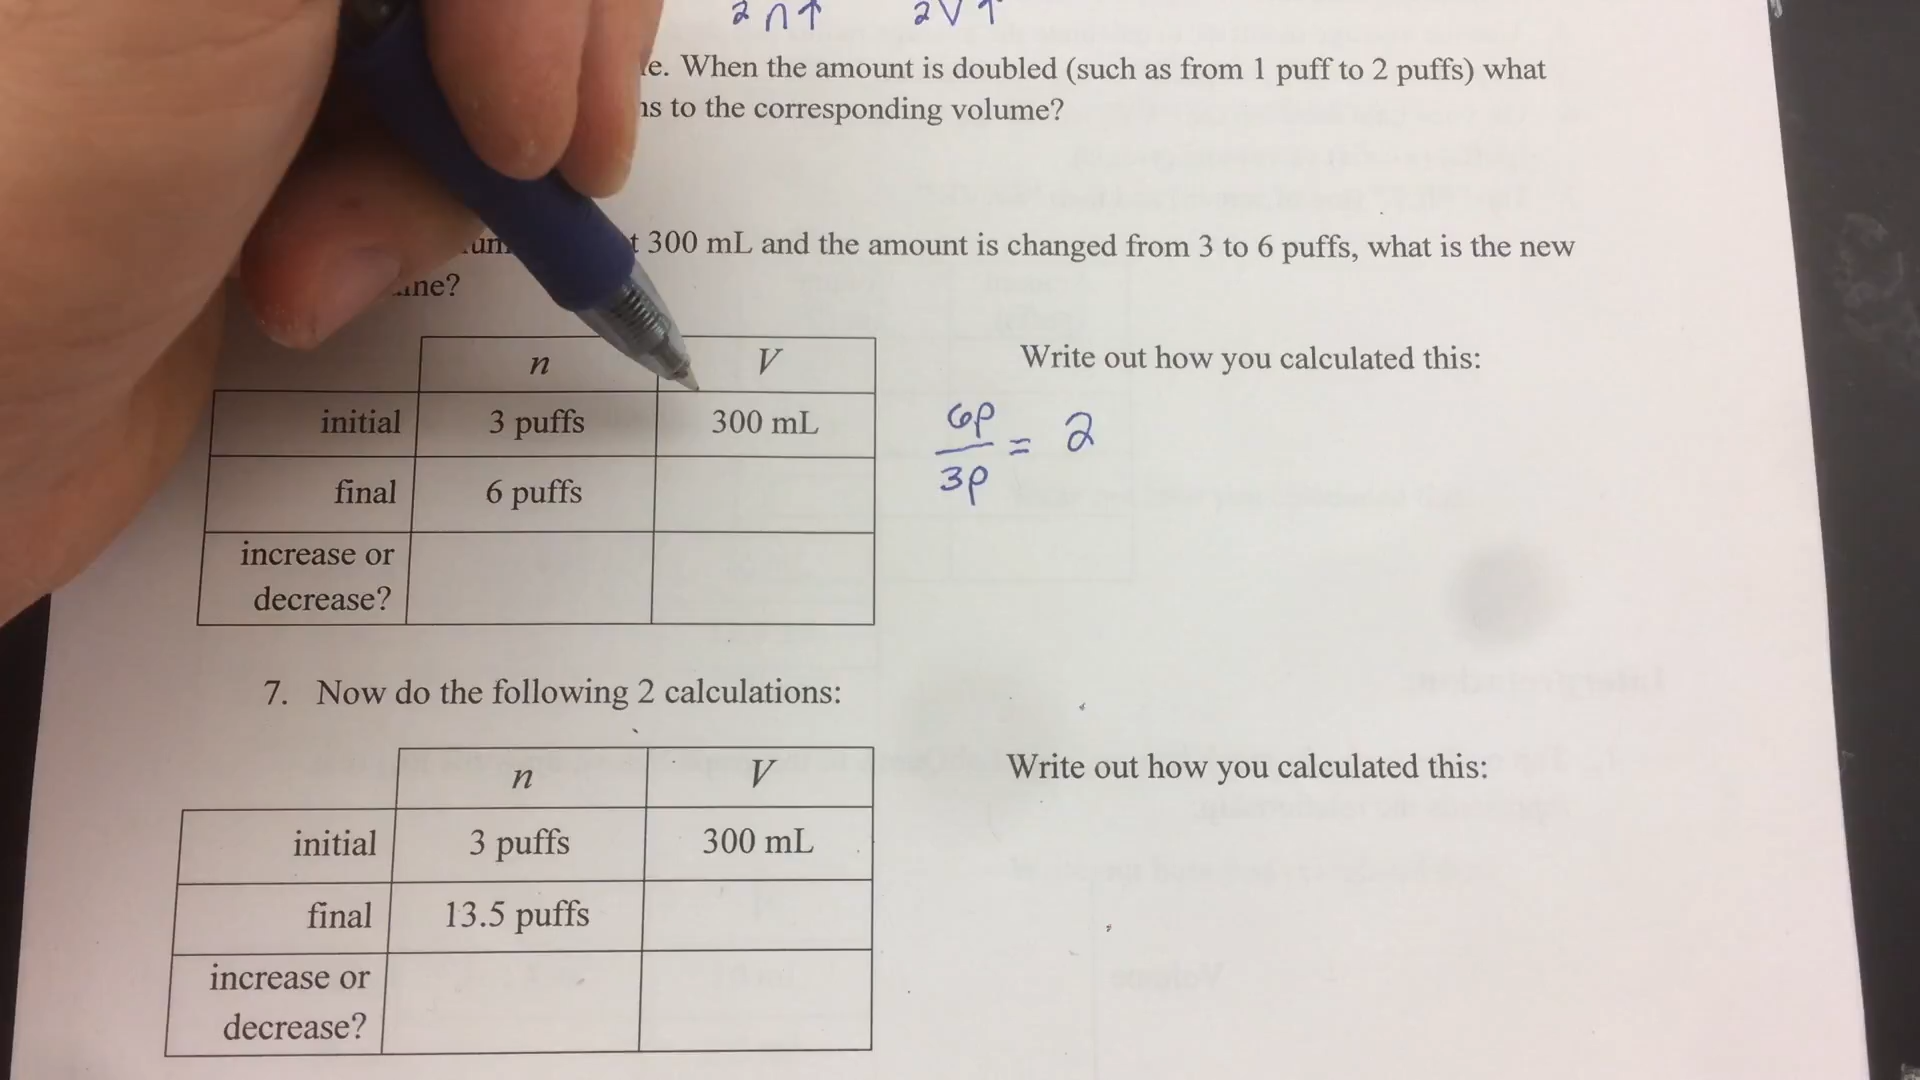 2 n↑ 2 V ↑
When the amount is doubled (such as from 1 puff to 2 puffs) what
to the corresponding volume?
300 mL and the amount is changed from 3 to 6 puffs, what is the new
n V
initial 3 puffs 300 mL
final 6 puffs
increase or
decrease?
Write out how you calculated this:
6p
3p
= 2
7. Now do the following 2 calculations:
n V
initial 3 puffs 300 mL
final 13.5 puffs
increase or
decrease?
Write out how you calculated this: